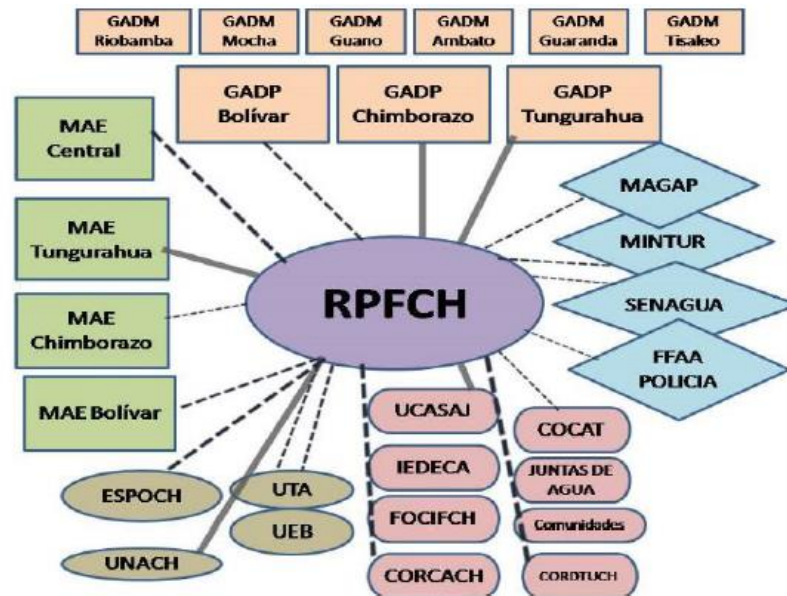 GADM
Riobamba
GADM
Mocha
GADM
Guano
GADM
Ambato
GADM
Guaranda
GADM
Tisaleo
GADP
Bolívar
GADP
Chimborazo
GADP
Tungurahua
MAE
Central
MAE
Tungurahua
MAE
Chimborazo
MAE Bolívar
RPFCH
MAGAP
MINTUR
SENAGUA
FFAA
POLICIA
ESPOCH
UNACH
UTA
UEB
UCASAJ
IEDECA
FOCIFCH
CORCACH
COCAT
JUNTAS DE
AGUA
Comunidades
CORDTUCH